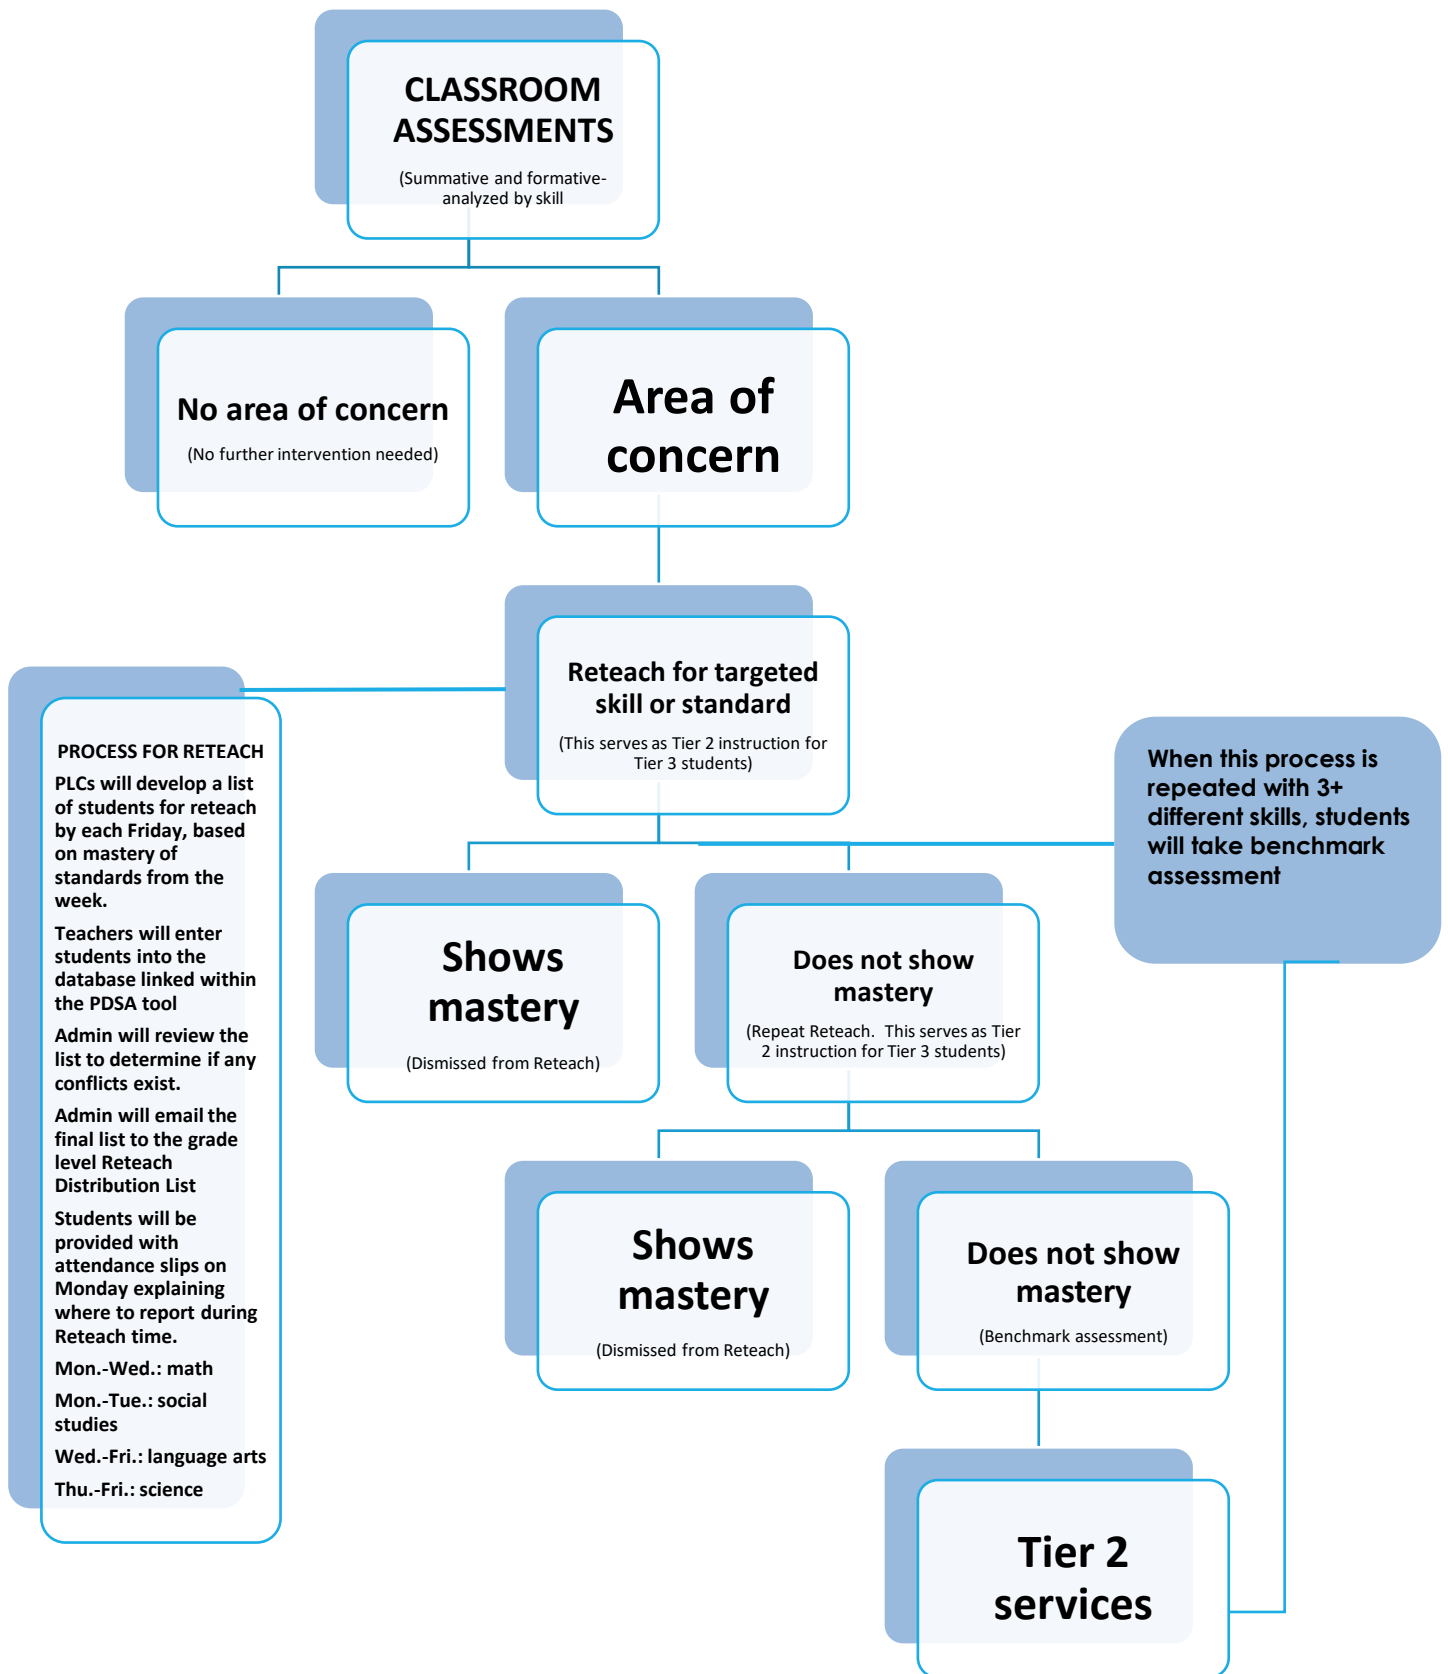 CLASSROOM
ASSESSMENTS
(Summative and formative-
analyzed by skill
No area of concern
(No further intervention needed)
Area of
concern
Reteach for targeted
skill or standard
(This serves as Tier 2 instruction for
Tier 3 students)
PROCESS FOR RETEACH
PLCs will develop a list
of students for reteach
by each Friday, based
on mastery of
standards from the
week.
Teachers will enter
students into the
database linked within
the PDSA tool
Admin will review the
list to determine if any
conflicts exist.
Admin will email the
final list to the grade
level Reteach
Distribution List
Students will be
provided with
attendance slips on
Monday explaining
where to report during
Reteach time.
Mon.-Wed.: math
Mon.-Tue.: social
studies
Wed.-Fri.: language arts
Thu.-Fri.: science
When this process is
repeated with 3+
different skills, students
will take benchmark
assessment
Shows
mastery
(Dismissed from Reteach)
Does not show
mastery
(Repeat Reteach.  This serves as Tier
2 instruction for Tier 3 students)
Shows
mastery
(Dismissed from Reteach)
Does not show
mastery
(Benchmark assessment)
Tier 2
services